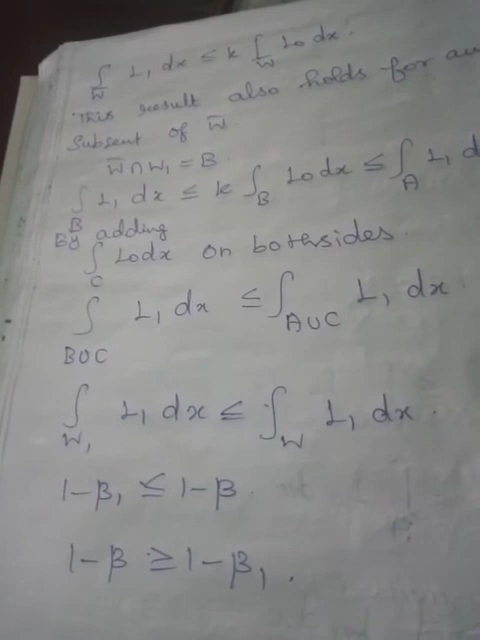 ∫_W̄ L₁ dx ≤ k ∫_W̄ L₀ dx.
This result also holds for
Subsent of W̄.
W̄ ∩ W₁ = B
∫_B L₁ dx ≤ k ∫_B L₀ dx ≤ ∫_A L₁ d
By adding
∫_C L₀ dx on bothsides.
∫_{B∪C} L₁ dx ≤ ∫_{A∪C} L₁ dx
∫_{W₁} L₁ dx ≤ ∫_W L₁ dx.
1-β₁ ≤ 1-β.
1-β ≥ 1-β₁.